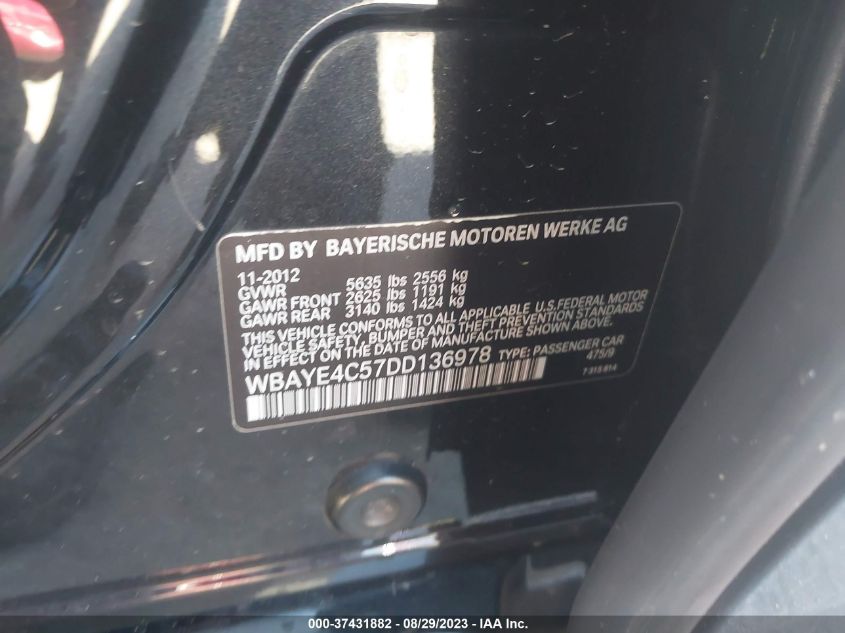 MFD BY BAYERISCHE MOTOREN WERKE AG
11-2012
GVWR 5635 lbs 2556 kg
GAWR FRONT 2625 lbs 1191 kg
GAWR REAR 3140 lbs 1424 kg
THIS VEHICLE CONFORMS TO ALL APPLICABLE U.S.FEDERAL MOTOR
VEHICLE SAFETY, BUMPER AND THEFT PREVENTION STANDARDS
IN EFFECT ON THE DATE OF MANUFACTURE SHOWN ABOVE.
WBAYE4C57DD136978 TYPE: PASSENGER CAR
475/9
7 315 814
000-37431882 - 08/29/2023 - IAA Inc.